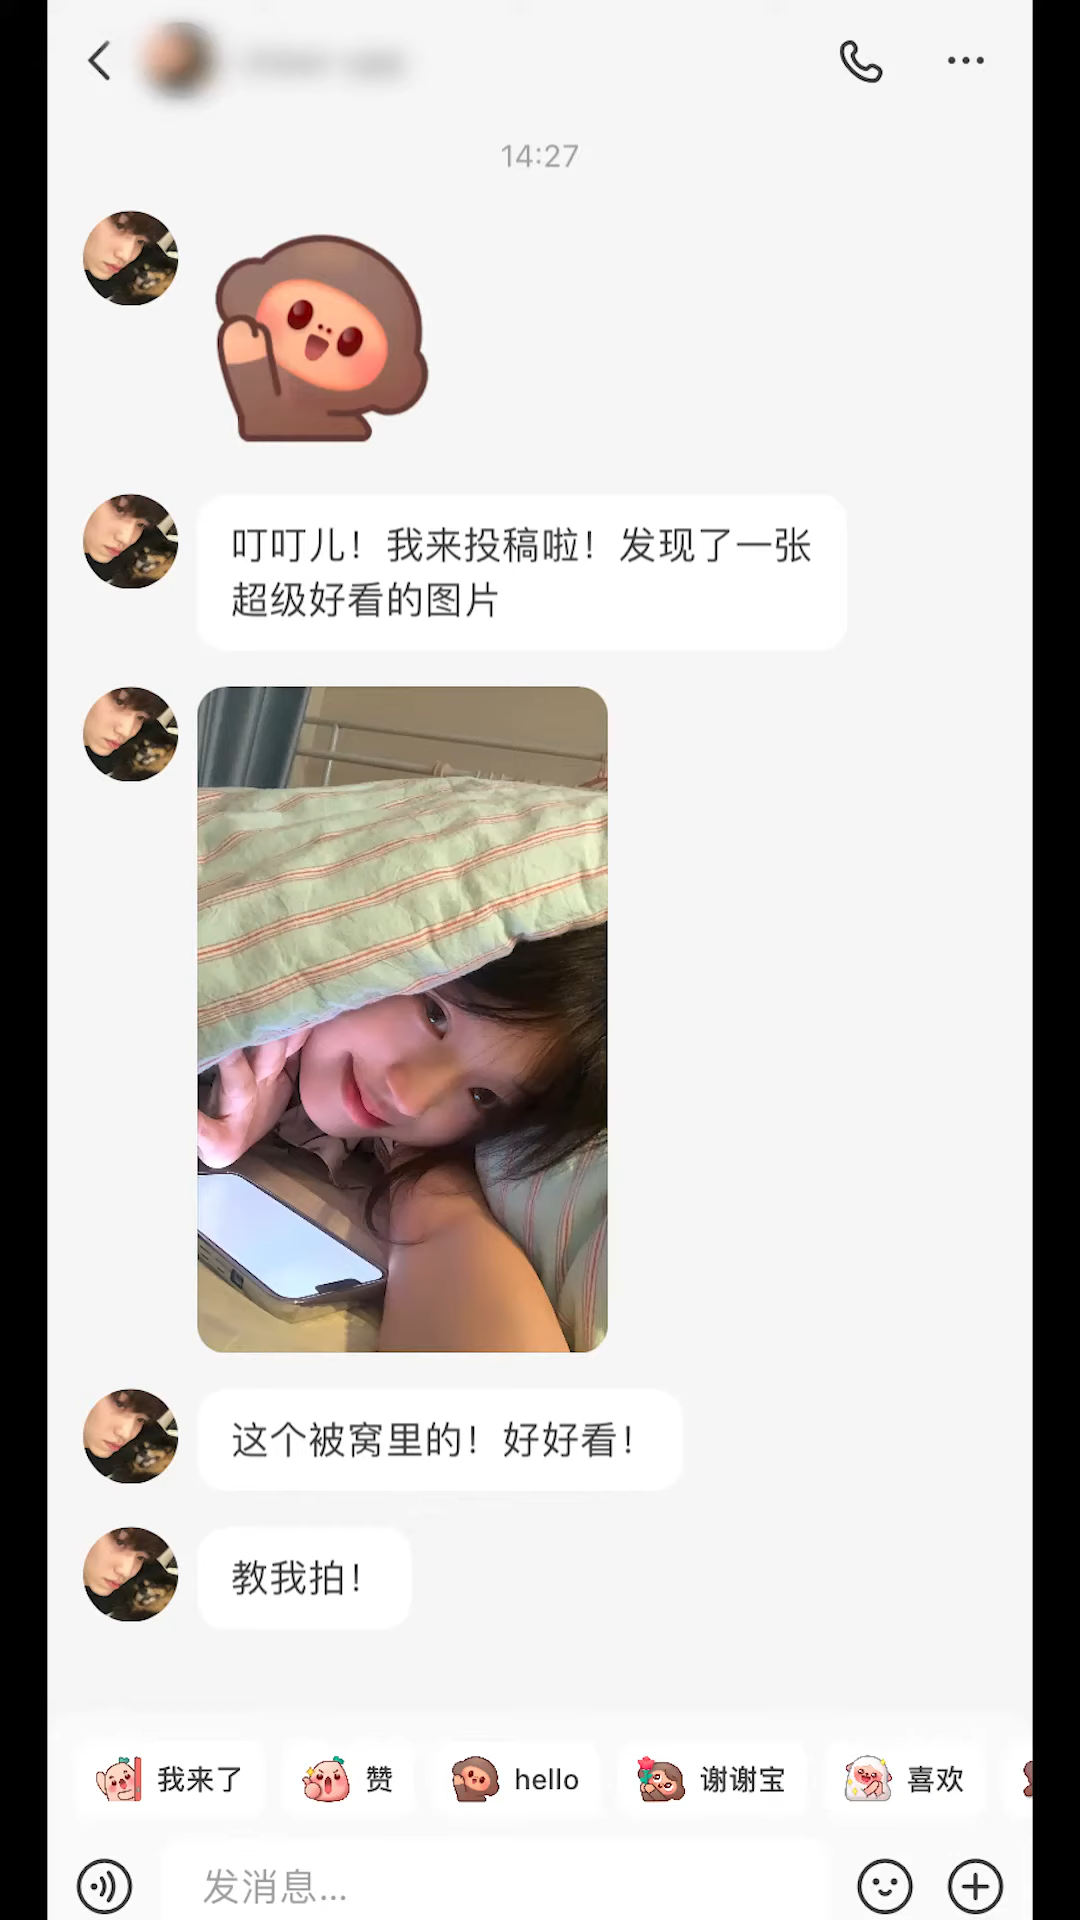 14:27
叮叮儿！我来投稿啦！发现了一张
超级好看的图片
这个被窝里的！好好看！
教我拍！
我来了
赞
hello
谢谢宝
喜欢
发消息...